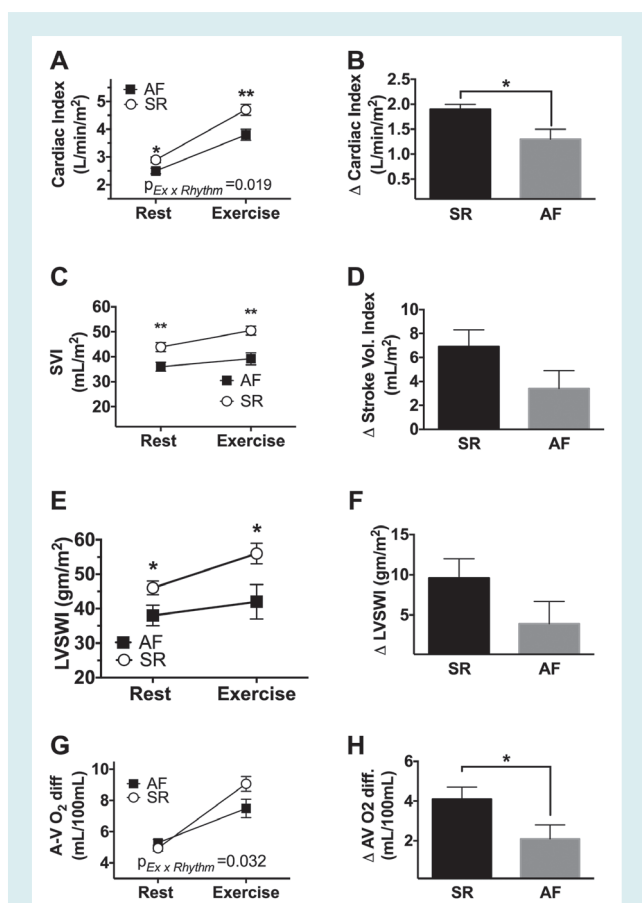 A
Cardiac Index
(L/min/m²)
5
4
3
2
AF
SR
*
**
pEx x Rhythm=0.019
Rest Exercise
B
Δ Cardiac Index
(L/min/m²)
2.5
2.0
1.5
1.0
0.5
*
SR AF
C
SVI
(mL/m²)
60
50
40
30
20
**
**
AF
SR
Rest Exercise
D
Δ Stroke Vol. Index
(mL/m²)
10
8
6
4
2
0
SR AF
E
LVSWI (gm/m²)
60
50
40
30
20
*
*
AF
SR
Rest Exercise
F
Δ LVSWI (gm/m²)
15
10
5
SR AF
G
A-V O₂ diff
(mL/100mL)
10
8
6
4
AF
SR
pEx x Rhythm=0.032
Rest Exercise
H
Δ AV O2 diff.
(mL/100mL)
6
4
2
*
SR AF